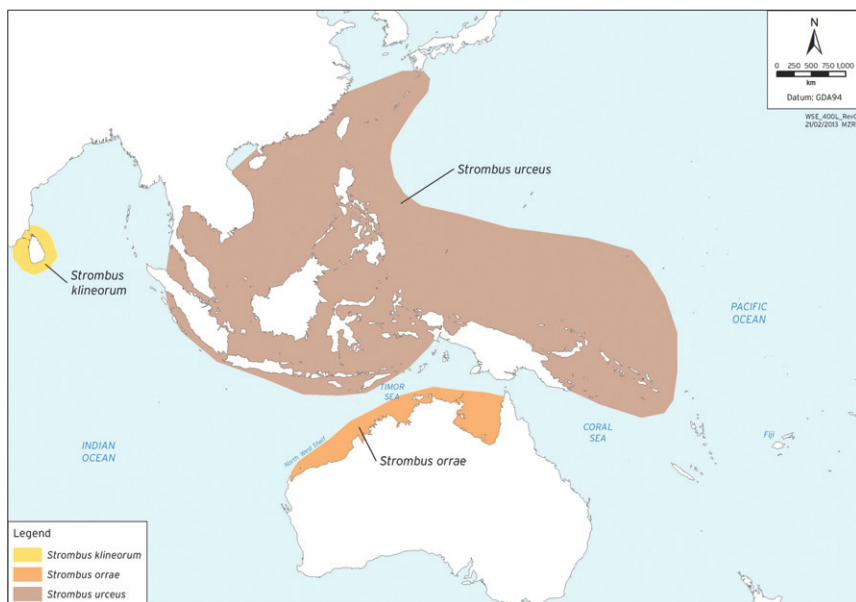 N
0 250 500 750 1,000
km
Datum: GDA94
WSE_400L_Rev0
21/02/2013 MZR
Strombus urceus
Strombus
klineorum
PACIFIC
OCEAN
TIMOR
SEA
CORAL
SEA
Fiji
INDIAN
OCEAN
North West Shelf
Strombus orrae
Legend
Strombus klineorum
Strombus orrae
Strombus urceus